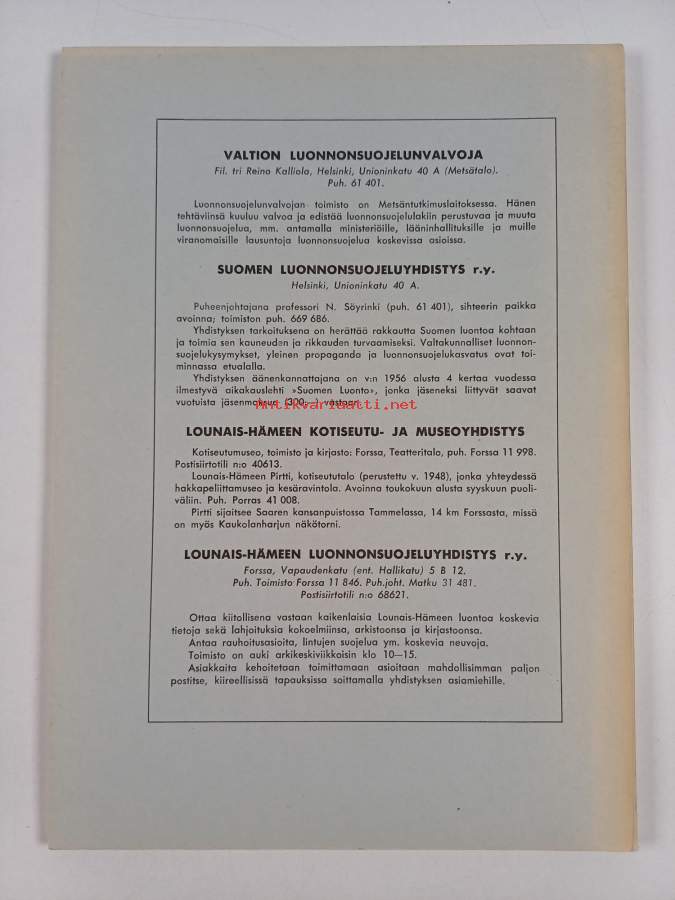 VALTION LUONNONSUOJELUNVALVOJA
Fil. tri Reino Kalliola, Helsinki, Unioninkatu 40 A (Metsätalo).
Puh. 61 401.
Luonnonsuojelunvalvojan toimisto on Metsäntutkimuslaitoksessa. Hänen
tehtäviinsä kuuluu valvoa ja edistää luonnonsuojelulakiin perustuvaa ja muuta
luonnonsuojelua, mm. antamalla ministeriöille, lääninhallituksille ja muille
viranomaisille lausuntoja luonnonsuojelua koskevissa asioissa.
SUOMEN LUONNONSUOJELUYHDISTYS r.y.
Helsinki, Unioninkatu 40 A.
Puheenjohtajana professori N. Söyrinki (puh. 61 401), sihteerin paikka
avoinna; toimiston puh. 669 686.
Yhdistyksen tarkoituksena on herättää rakkautta Suomen luontoa kohtaan
ja toimia sen kauneuden ja rikkauden turvaamiseksi. Valtakunnalliset luonnon-
suojelukysymykset, yleinen propaganda ja luonnonsuojelukasvatus ovat toi-
minnassa etualalla.
Yhdistyksen äänenkannattajana on v:n 1956 alusta 4 kertaa vuodessa
ilmestyvä aikakauslehti »Suomen Luonto», jonka jäseneksi liittyvät saavat
vuotuista jäsenmaksua (300,—) vastaan.
Antikvariaatti.net
LOUNAIS-HÄMEEN KOTISEUTU- JA MUSEOYHDISTYS
Kotiseutumuseo, toimisto ja kirjasto: Forssa, Teatteritalo, puh. Forssa 11 998.
Postisiirtotili n:o 40613.
Lounais-Hämeen Pirtti, kotiseututalo (perustettu v. 1948), jonka yhteydessä
hakkapeliittamuseo ja kesäravintola. Avoinna toukokuun alusta syyskuun puoli-
väliin. Puh. Porras 41 008.
Pirtti sijaitsee Saaren kansanpuistossa Tammelassa, 14 km Forssasta, missä
on myös Kaukolanharjun näkötorni.
LOUNAIS-HÄMEEN LUONNONSUOJELUYHDISTYS r.y.
Forssa, Vapaudenkatu (ent. Hallikatu) 5 B 12.
Puh. Toimisto Forssa 11 846. Puh.joht. Matku 31 481.
Postisiirtotili n:o 68621.
Ottaa kiitollisena vastaan kaikenlaisia Lounais-Hämeen luontoa koskevia
tietoja sekä lahjoituksia kokoelmiinsa, arkistoonsa ja kirjastoonsa.
Antaa rauhoitusasioita, lintujen suojelua ym. koskevia neuvoja.
Toimisto on auki arkikeskiviikkoisin klo 10—15.
Asiakkaita kehoitetaan toimittamaan asioitaan mahdollisimman paljon
postitse, kiireellisissä tapauksissa soittamalla yhdistyksen asiamiehille.